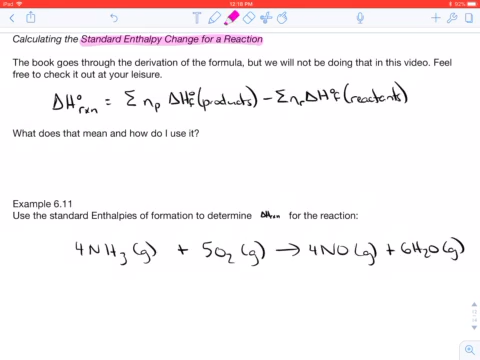 iPad 12:18 PM 92%
Calculating the Standard Enthalpy Change for a Reaction
The book goes through the derivation of the formula, but we will not be doing that in this video. Feel
free to check it out at your leisure.
ΔH°rxn = Σ np ΔH°f (products) − Σ nr ΔH°f (reactants)
What does that mean and how do I use it?
Example 6.11
Use the standard Enthalpies of formation to determine ΔHrxn for the reaction:
4NH3(g) + 5O2(g) → 4NO(g) + 6H2O(g)